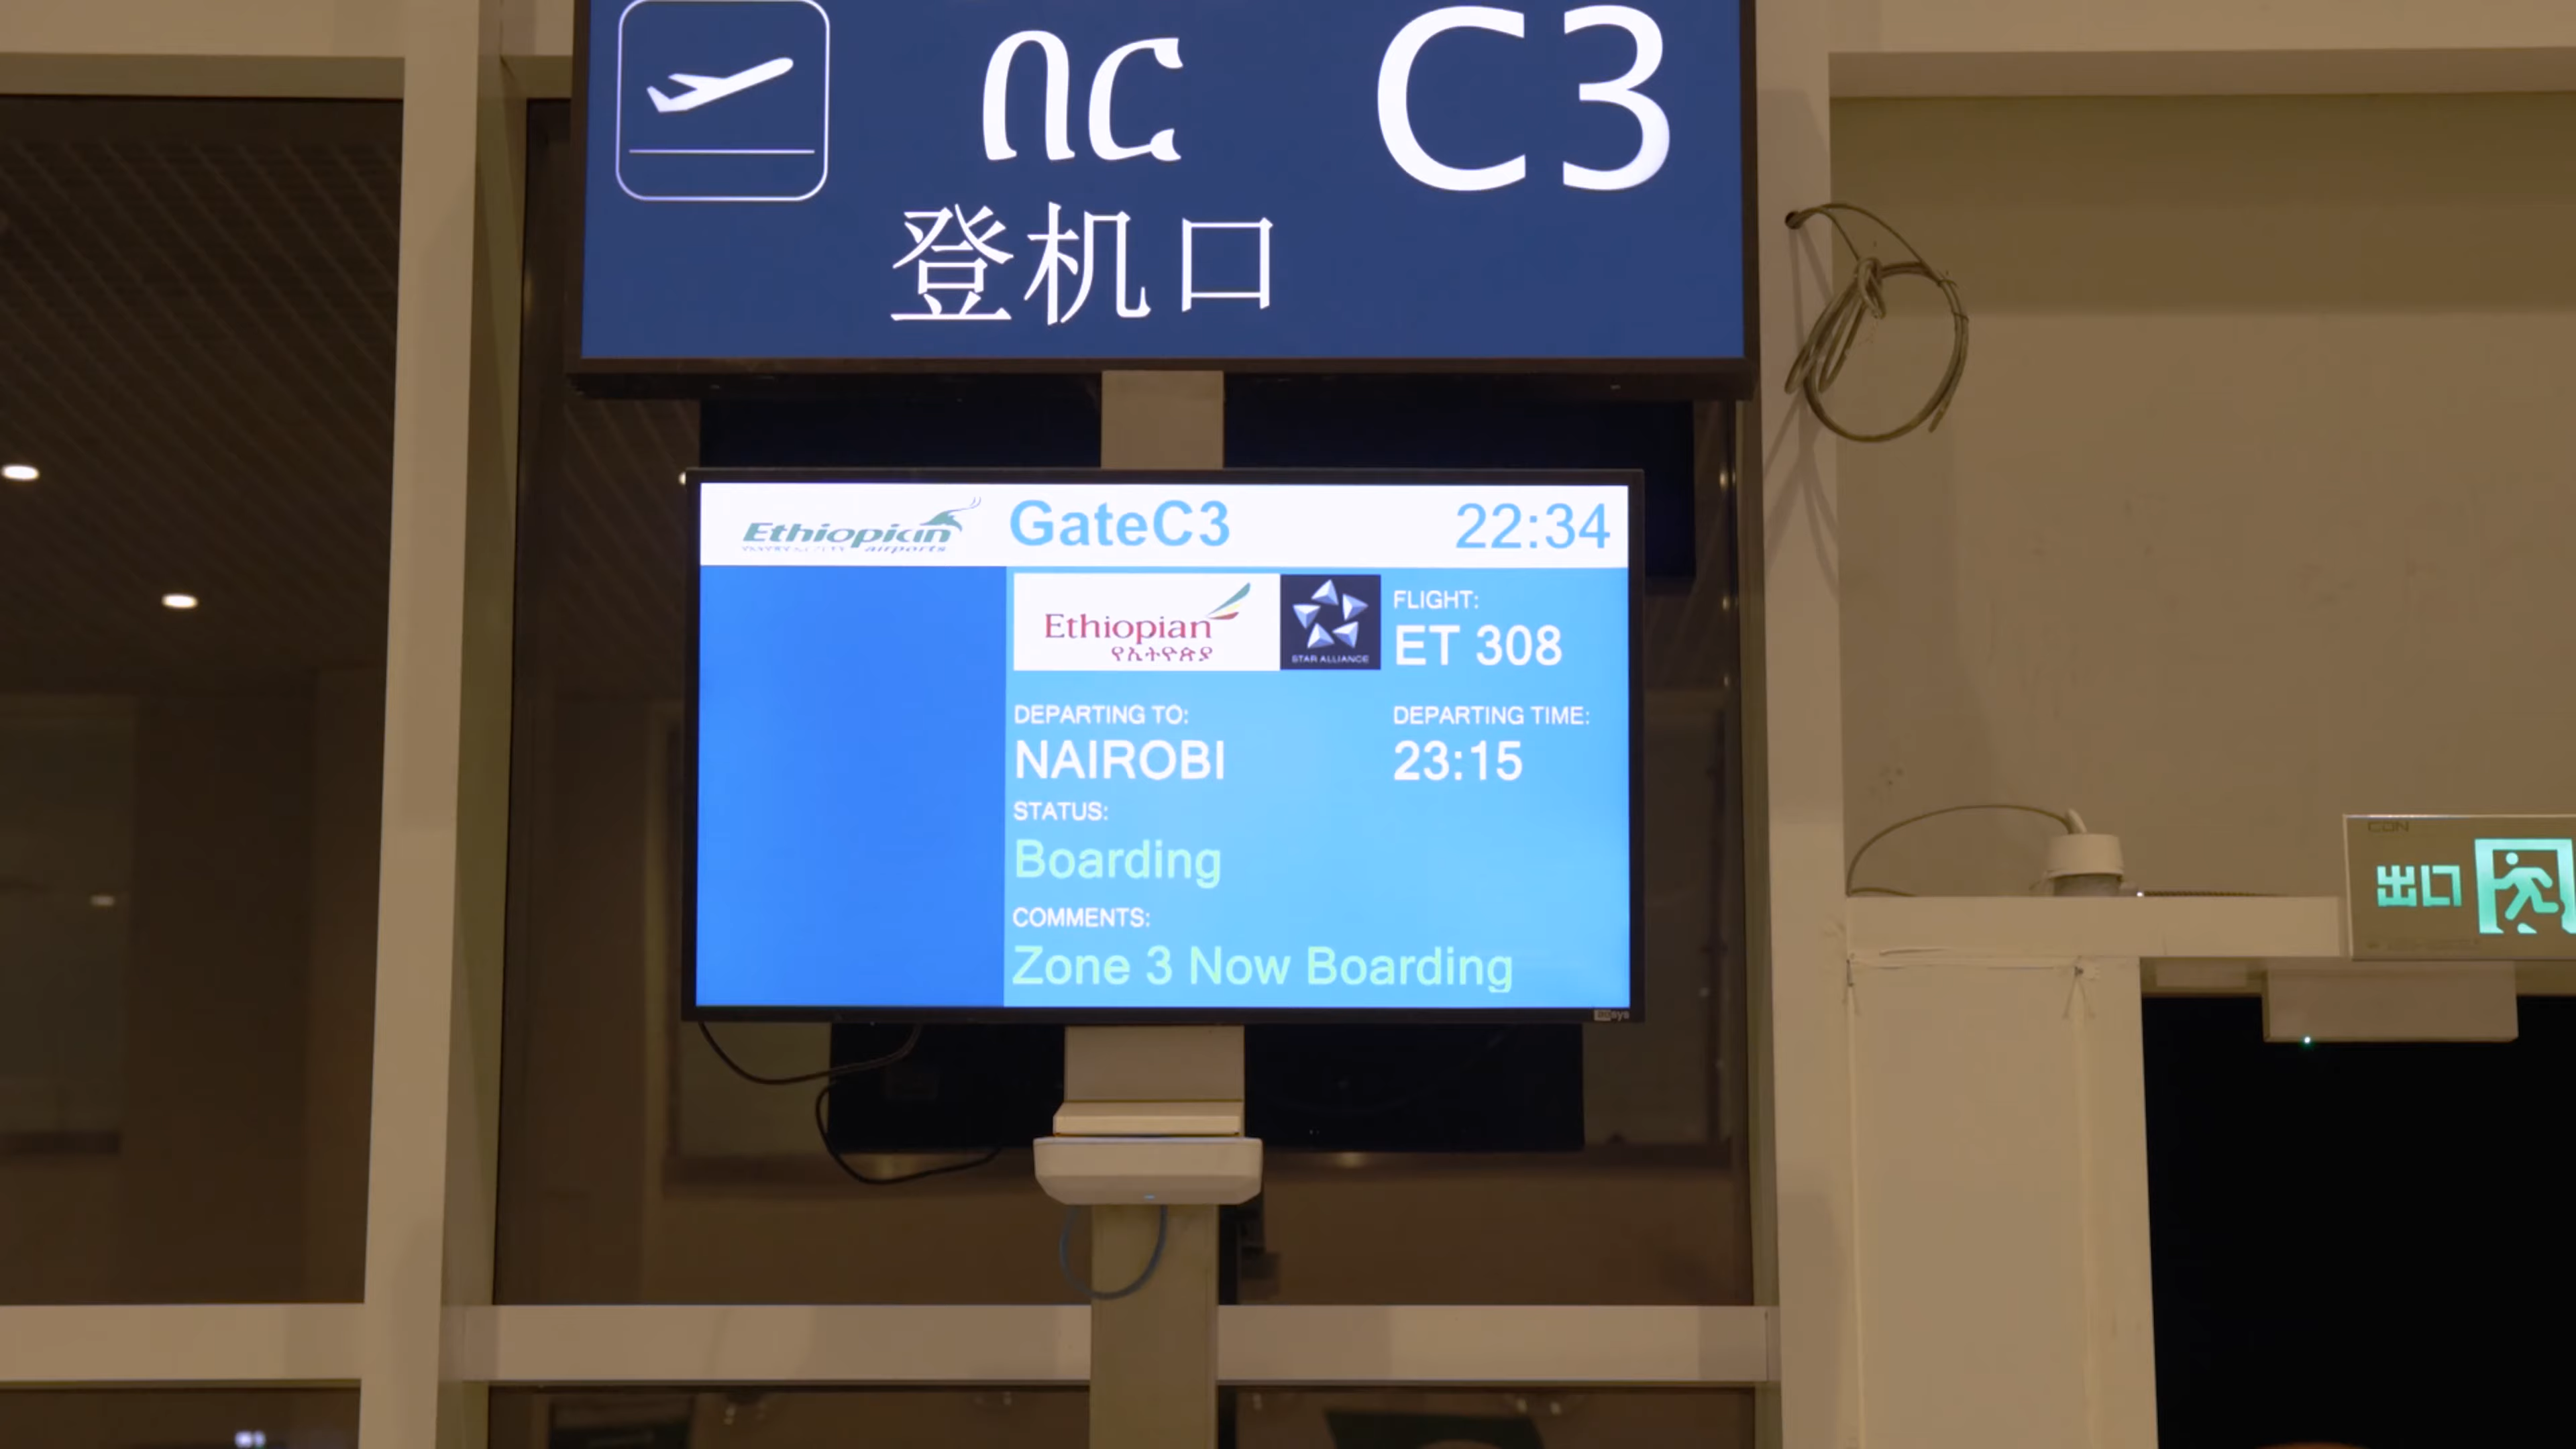 በር C3
登机口
Ethiopian airports GateC3 22:34
Ethiopian
የኢትዮጵያ
STAR ALLIANCE
FLIGHT:
ET 308
DEPARTING TO: DEPARTING TIME:
NAIROBI 23:15
STATUS:
Boarding
COMMENTS:
Zone 3 Now Boarding
出口